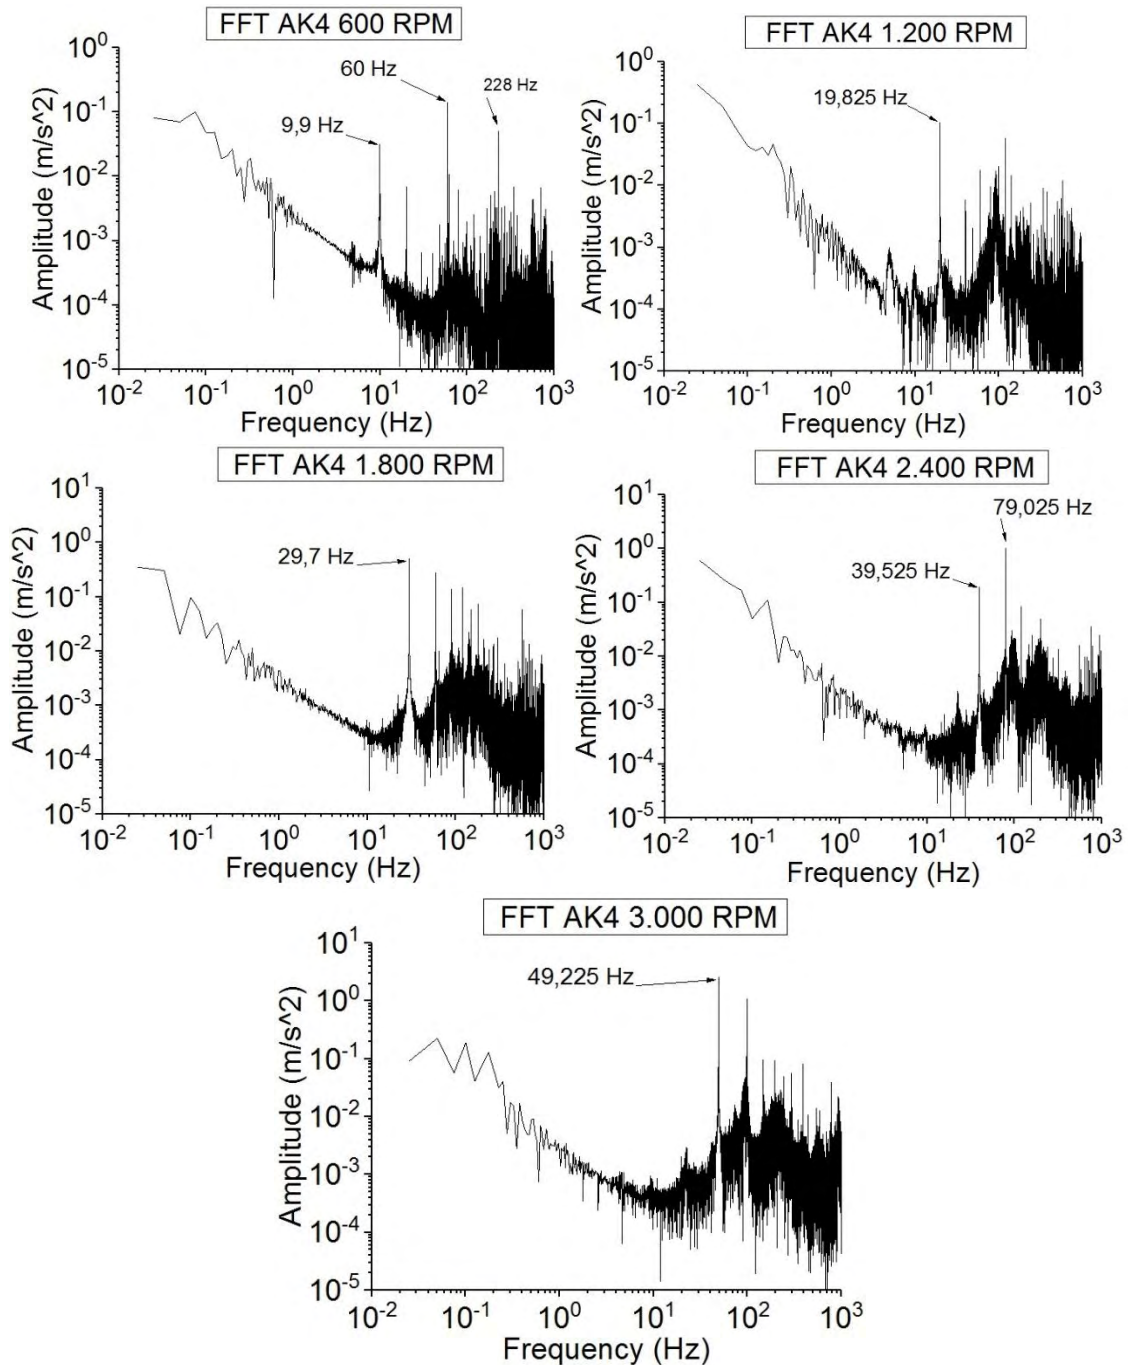 FFT AK4 600 RPM
10^0
10^-1
10^-2
10^-3
10^-4
10^-5
Amplitude (m/s^2)
60 Hz
228 Hz
9,9 Hz
10^-2 10^-1 10^0 10^1 10^2 10^3
Frequency (Hz)
FFT AK4 1.200 RPM
10^0
10^-1
10^-2
10^-3
10^-4
10^-5
Amplitude (m/s^2)
19,825 Hz
10^-2 10^-1 10^0 10^1 10^2 10^3
Frequency (Hz)
FFT AK4 1.800 RPM
10^1
10^0
10^-1
10^-2
10^-3
10^-4
10^-5
Amplitude (m/s^2)
29,7 Hz
10^-2 10^-1 10^0 10^1 10^2 10^3
Frequency (Hz)
FFT AK4 2.400 RPM
10^1
10^0
10^-1
10^-2
10^-3
10^-4
10^-5
Amplitude (m/s^2)
79,025 Hz
39,525 Hz
10^-2 10^-1 10^0 10^1 10^2 10^3
Frequency (Hz)
FFT AK4 3.000 RPM
10^1
10^0
10^-1
10^-2
10^-3
10^-4
10^-5
Amplitude (m/s^2)
49,225 Hz
10^-2 10^-1 10^0 10^1 10^2 10^3
Frequency (Hz)